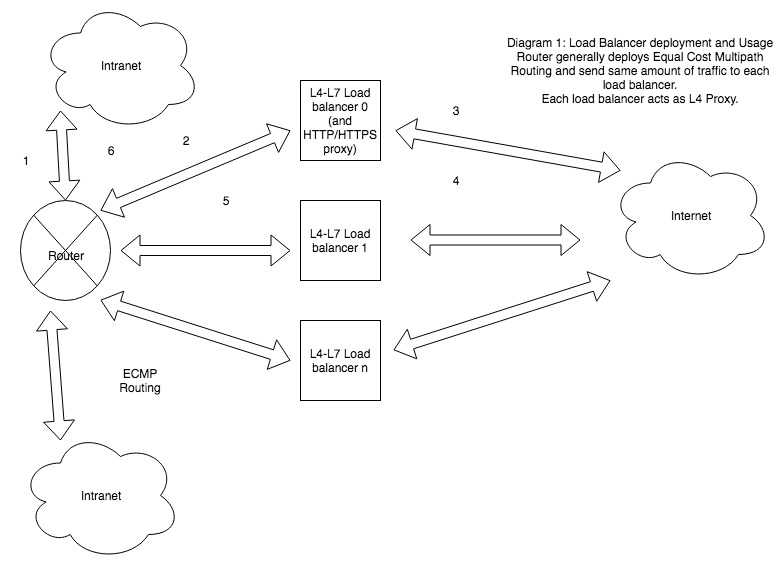 Diagram 1: Load Balancer deployment and Usage
Router generally deploys Equal Cost Multipath
Routing and send same amount of traffic to each
load balancer.
Each load balancer acts as L4 Proxy.
Intranet
L4-L7 Load
balancer 0
(and
HTTP/HTTPS
proxy)
1
6
2
3
4
5
Internet
Router
L4-L7 Load
balancer 1
L4-L7 Load
balancer n
ECMP
Routing
Intranet